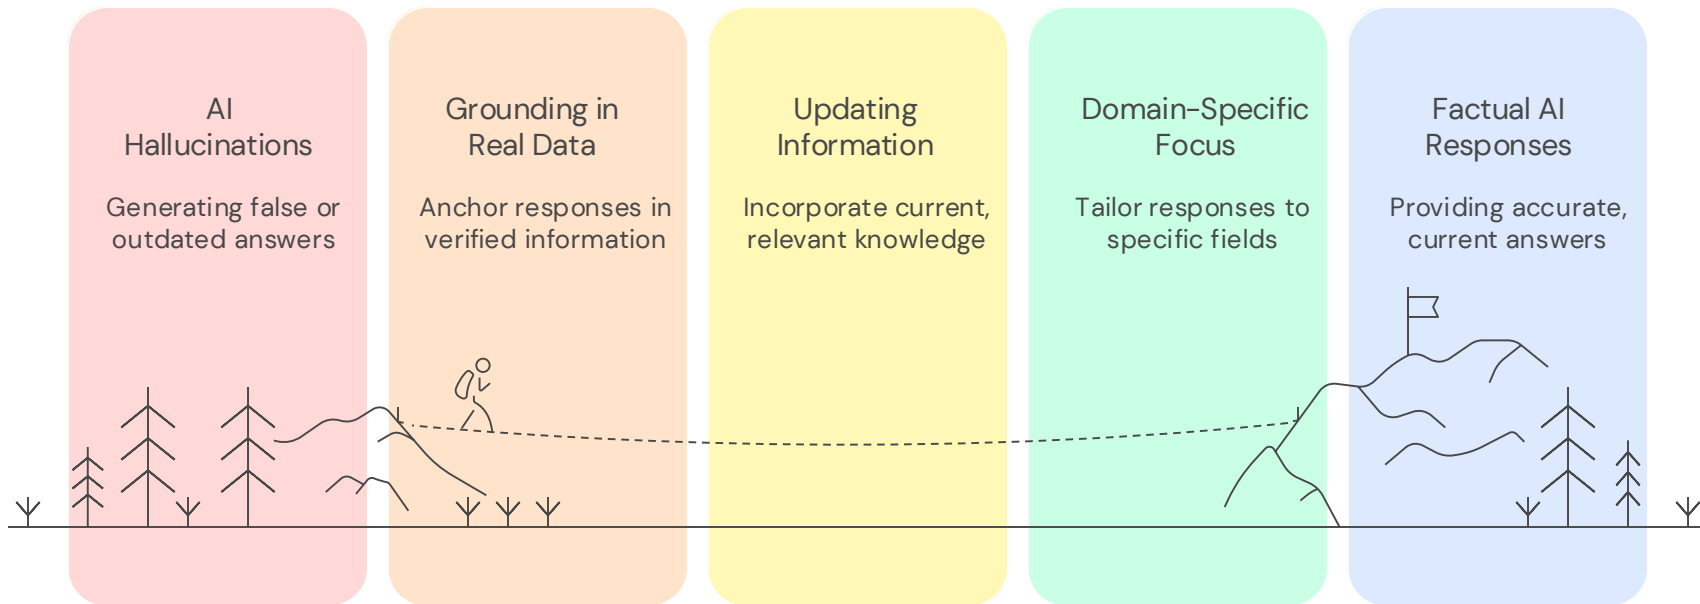 AI
Hallucinations
Generating false or
outdated answers
Grounding in
Real Data
Anchor responses in
verified information
Updating
Information
Incorporate current,
relevant knowledge
Domain-Specific
Focus
Tailor responses to
specific fields
Factual AI
Responses
Providing accurate,
current answers